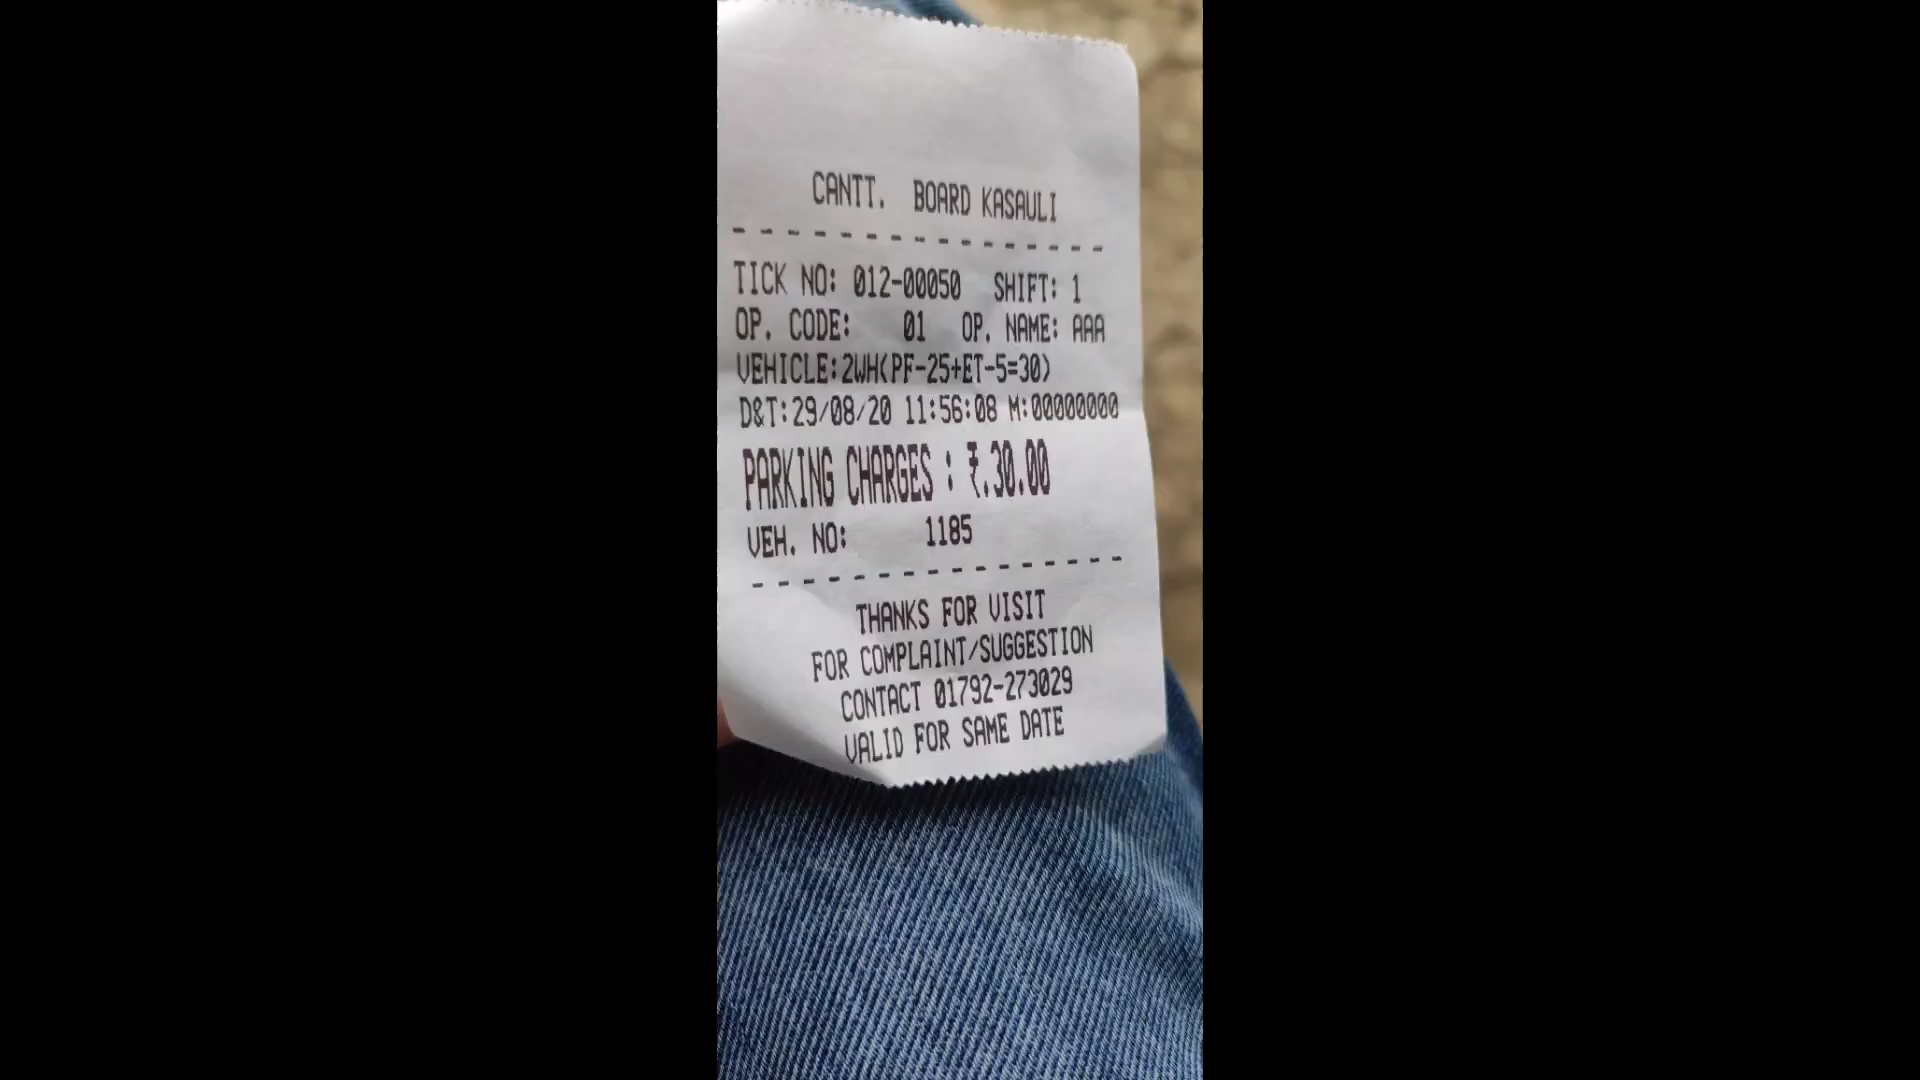 CANTT. BOARD KASAULI
- - - - - - - - - - - - - - -
TICK NO: 012-00050 SHIFT: 1
OP. CODE: 01 OP. NAME: AAA
VEHICLE:2WH(PF-25+ET-5=30)
D&T:29/08/20 11:56:08 M:00000000
PARKING CHARGES : ₹.30.00
VEH. NO: 1185
- - - - - - - - - - - - - - -
THANKS FOR VISIT
FOR COMPLAINT/SUGGESTION
CONTACT 01792-273029
VALID FOR SAME DATE